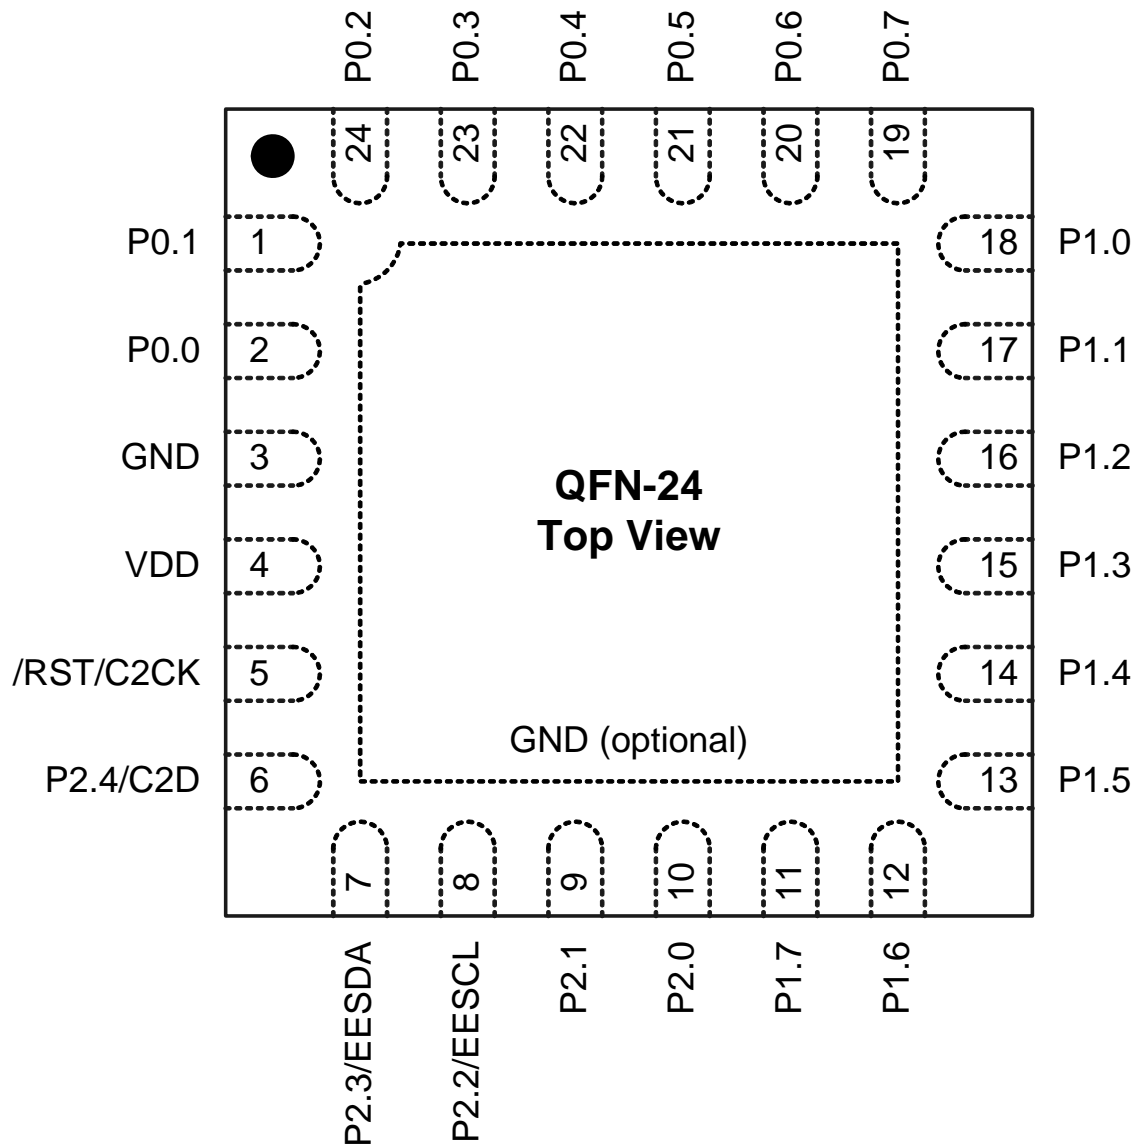 P0.2
P0.3
P0.4
P0.5
P0.6
P0.7
24
23
22
21
20
19
P0.1
1
18
P1.0
P0.0
2
17
P1.1
GND
3
16
P1.2
QFN-24
Top View
VDD
4
15
P1.3
/RST/C2CK
5
14
P1.4
GND (optional)
P2.4/C2D
6
13
P1.5
7
8
9
10
11
12
P2.3/EESDA
P2.2/EESCL
P2.1
P2.0
P1.7
P1.6